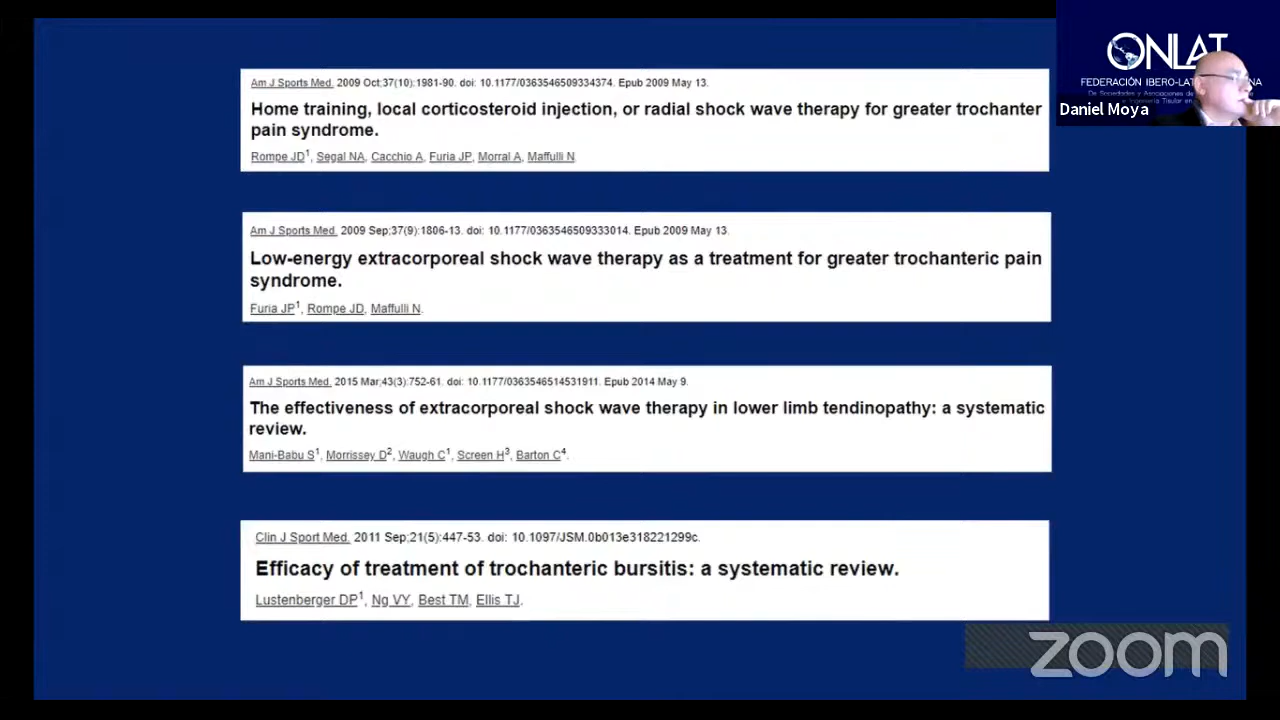 Am J Sports Med. 2009 Oct;37(10):1981-90. doi: 10.1177/0363546509334374. Epub 2009 May 13.
Home training, local corticosteroid injection, or radial shock wave therapy for greater trochanter
pain syndrome.
Rompe JD1, Segal NA, Cacchio A, Furia JP, Morral A, Maffulli N
Am J Sports Med. 2009 Sep;37(9):1806-13. doi: 10.1177/0363546509333014. Epub 2009 May 13.
Low-energy extracorporeal shock wave therapy as a treatment for greater trochanteric pain
syndrome.
Furia JP1, Rompe JD, Maffulli N.
Am J Sports Med. 2015 Mar;43(3):752-61. doi: 10.1177/0363546514531911. Epub 2014 May 9.
The effectiveness of extracorporeal shock wave therapy in lower limb tendinopathy: a systematic
review.
Mani-Babu S1, Morrissey D2, Waugh C1, Screen H3, Barton C4.
Clin J Sport Med. 2011 Sep;21(5):447-53. doi: 10.1097/JSM.0b013e318221299c.
Efficacy of treatment of trochanteric bursitis: a systematic review.
Lustenberger DP1, Ng VY, Best TM, Ellis TJ.
ONLAT
FEDERACIÓN IBERO-LAT
De Sociedades y Asociaciones de
Daniel Moya
zoom